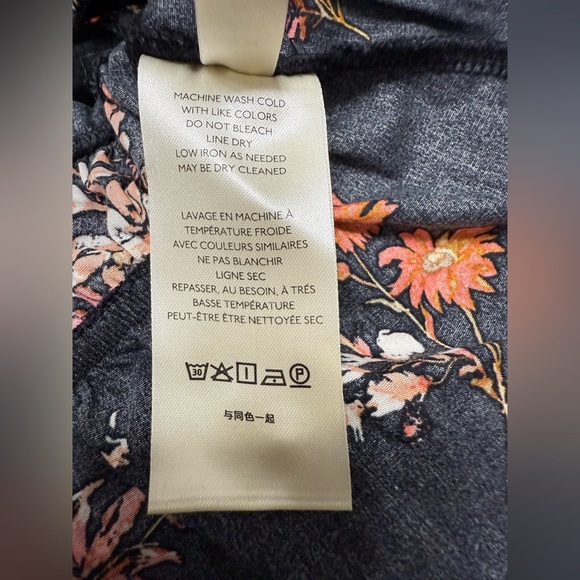 MACHINE WASH COLD
WITH LIKE COLORS
DO NOT BLEACH
LINE DRY
LOW IRON AS NEEDED
MAY BE DRY CLEANED
LAVAGE EN MACHINE À
TEMPÉRATURE FROIDE
AVEC COULEURS SIMILAIRES
NE PAS BLANCHIR
LIGNE SEC
REPASSER, AU BESOIN, À TRÉS
BASSE TEMPÉRATURE
PEUT-ÊTRE ÊTRE NETTOYÉE SEC
30 P
与同色一起